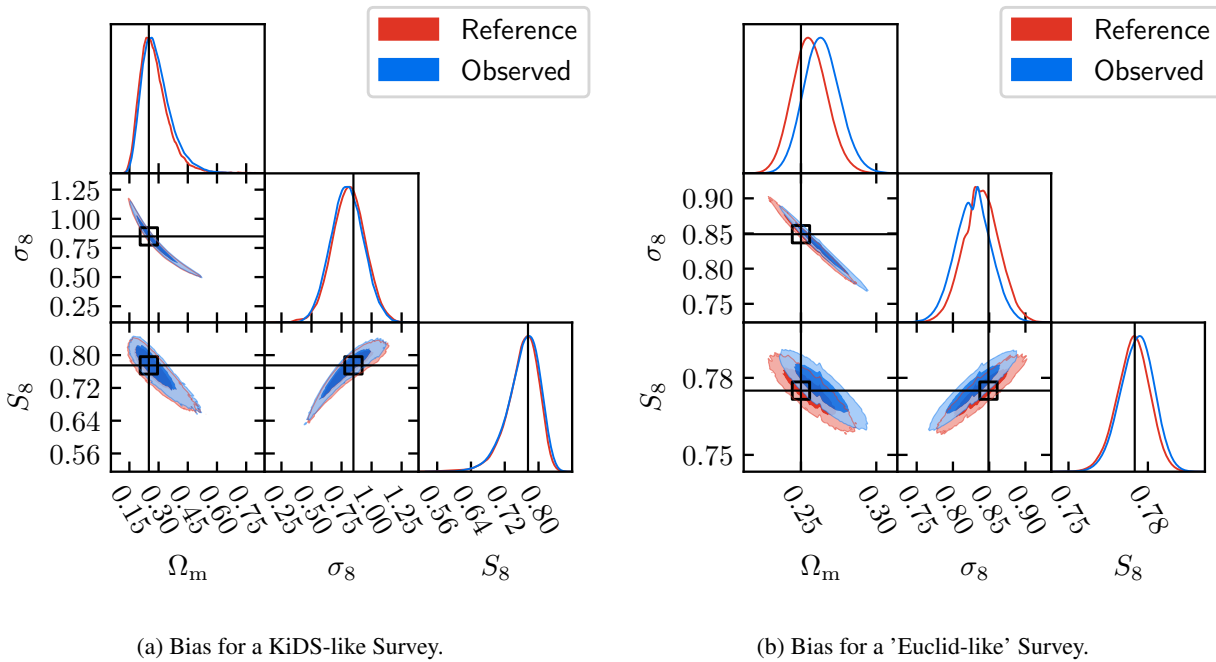 Reference
Observed
σ8
1.25
1.00
0.75
0.50
0.25
S8
0.80
0.72
0.64
0.56
0.15 0.30 0.45 0.60 0.75
0.25 0.50 0.75 1.00 1.25
0.56 0.64 0.72 0.80
Ωm σ8 S8
(a) Bias for a KiDS-like Survey.
Reference
Observed
σ8
0.90
0.85
0.80
0.75
S8
0.78
0.75
0.25 0.30
0.75 0.80 0.85 0.90
0.75 0.78
Ωm σ8 S8
(b) Bias for a 'Euclid-like' Survey.